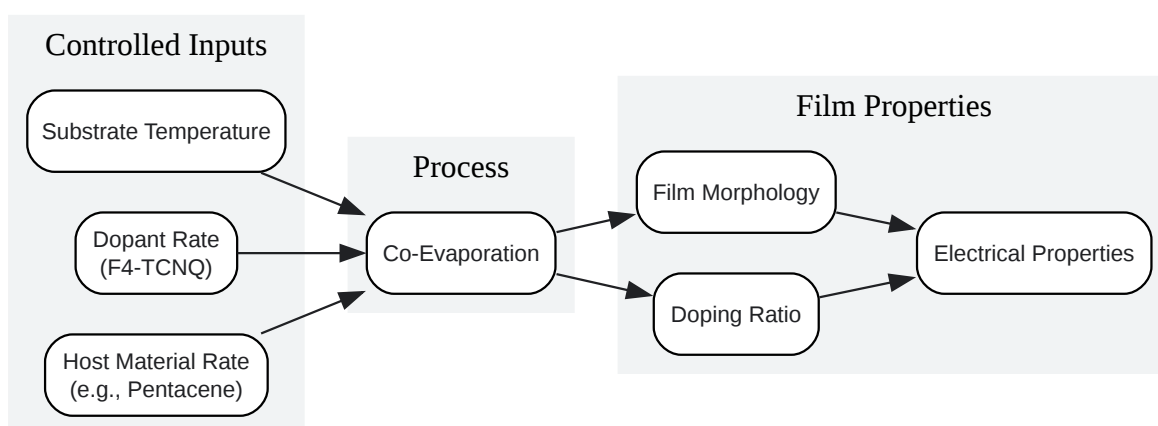 Controlled Inputs
Substrate Temperature
Dopant Rate
(F4-TCNQ)
Host Material Rate
(e.g., Pentacene)
Process
Co-Evaporation
Film Properties
Film Morphology
Doping Ratio
Electrical Properties